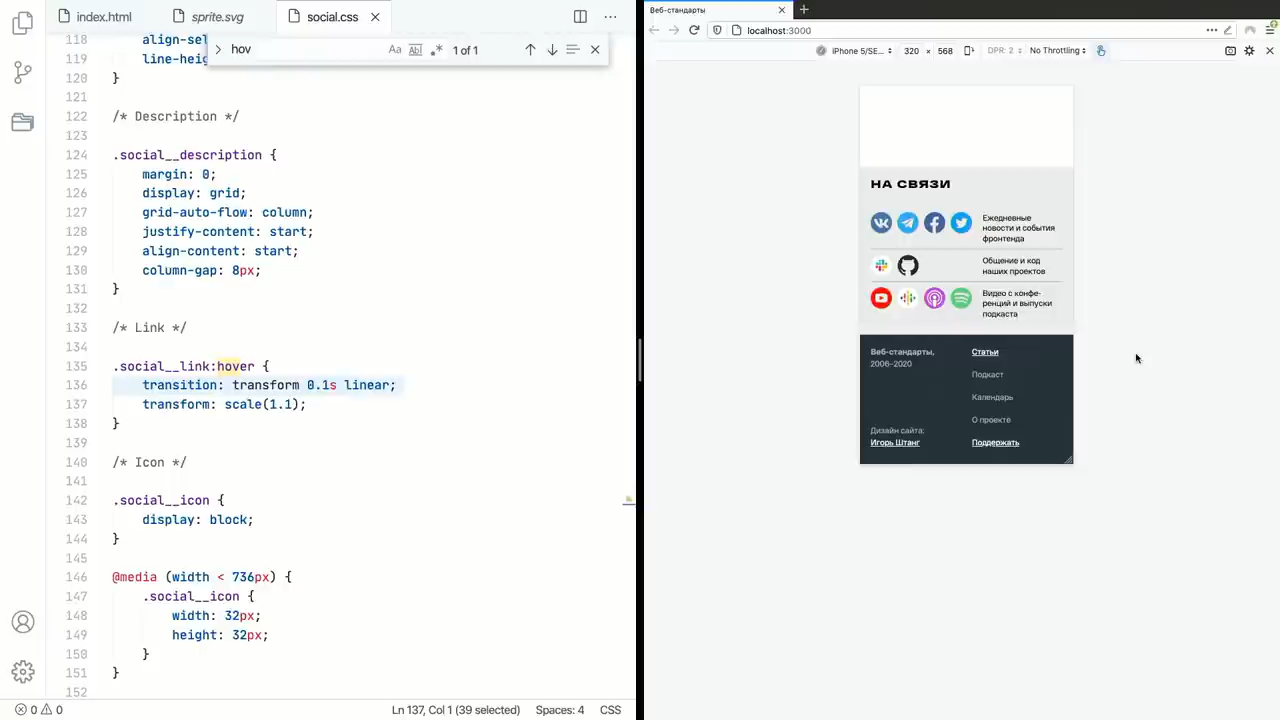 index.html
sprite.svg
social.css
hov
Aa
Ab
1 of 1
118 align-sel
119 line-heig
120 }
121
122 /* Description */
123
124 .social__description {
125 margin: 0;
126 display: grid;
127 grid-auto-flow: column;
128 justify-content: start;
129 align-content: start;
130 column-gap: 8px;
131 }
132
133 /* Link */
134
135 .social__link:hover {
136 transition: transform 0.1s linear;
137 transform: scale(1.1);
138 }
139
140 /* Icon */
141
142 .social__icon {
143 display: block;
144 }
145
146 @media (width < 736px) {
147 .social__icon {
148 width: 32px;
149 height: 32px;
150 }
151 }
152
0 0
Ln 137, Col 1 (39 selected)
Spaces: 4
CSS
Веб-стандарты
localhost:3000
iPhone 5/SE...
320 × 568
DPR: 2
No Throttling
НА СВЯЗИ
Ежедневные
новости и события
фронтенда
Общение и код
наших проектов
Видео с конфе-
ренций и выпуски
подкаста
Веб-стандарты,
2006–2020
Дизайн сайта:
Игорь Штанг
Статьи
Подкаст
Календарь
О проекте
Поддержать